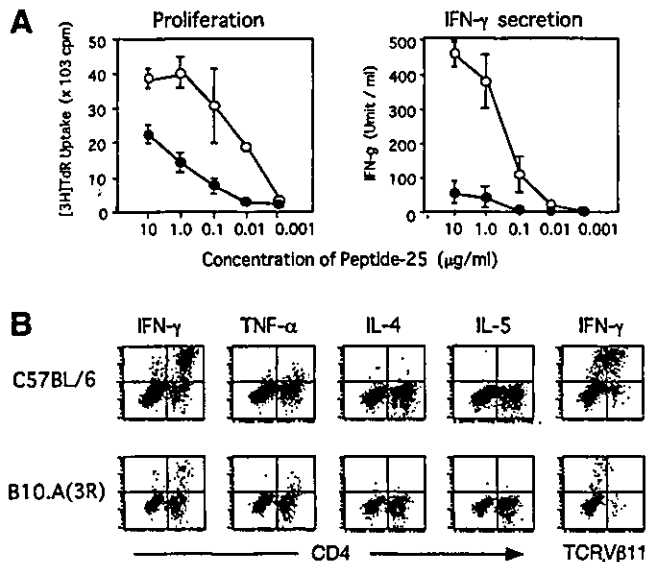 A
Proliferation
IFN-γ secretion
[3H]TdR Uptake (x 103 cpm)
50
40
30
20
10
0
10 1.0 0.1 0.01 0.001
IFN-g (Umit / ml)
500
400
300
200
100
0
10 1.0 0.1 0.01 0.001
Concentration of Peptide-25 (μg/ml)
B
IFN-γ TNF-α IL-4 IL-5 IFN-γ
C57BL/6
B10.A(3R)
CD4 TCRVβ11